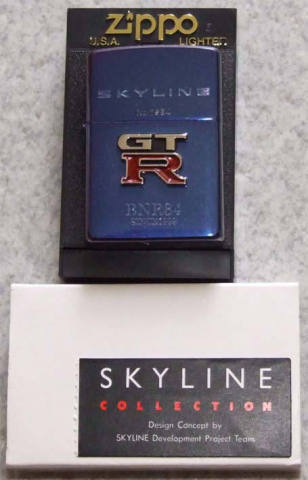 zippo
U.S.A. LIGHTER
SKYLINE
GT
R
BNR34
SKYLINE
COLLECTION
Design Concept by
SKYLINE Development Project Team